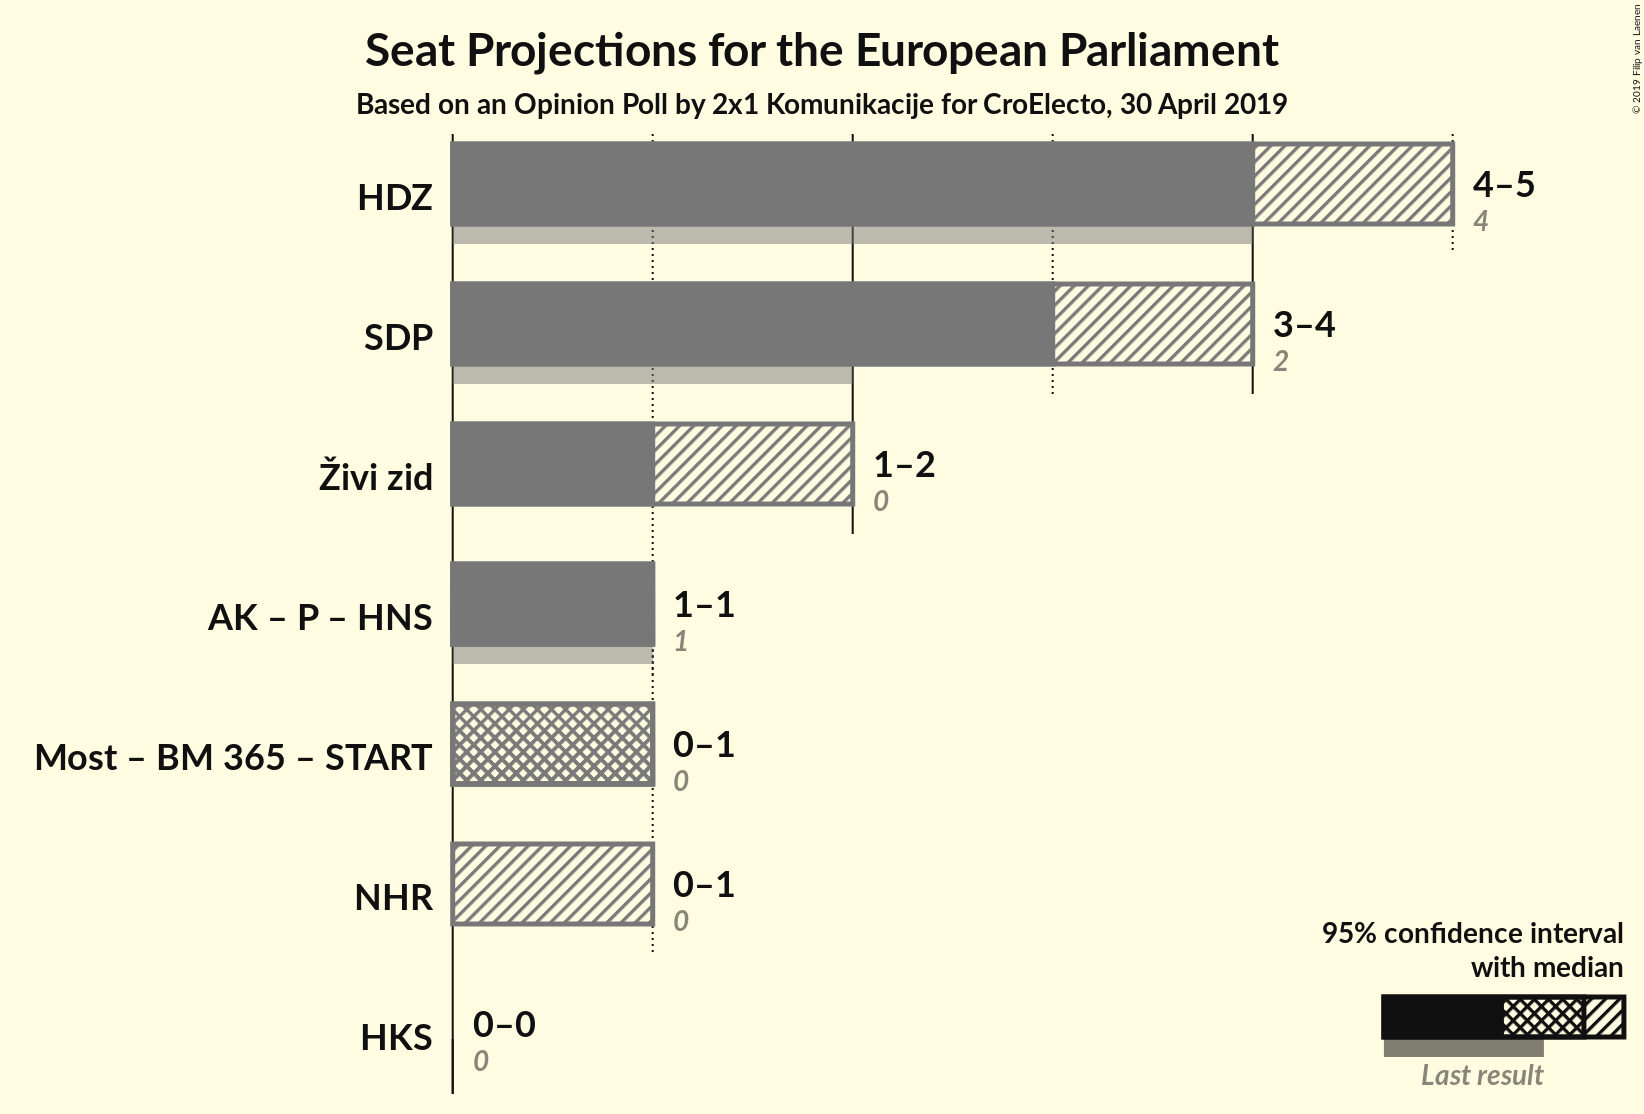 Seat Projections for the European Parliament
Based on an Opinion Poll by 2x1 Komunikacije for CroElecto, 30 April 2019
© 2019 Filip van Laenen
HDZ
4–5
4
SDP
3–4
2
Živi zid
1–2
0
AK – P – HNS
1–1
1
Most – BM 365 – START
0–1
0
NHR
0–1
0
HKS
0–0
0
95% confidence interval
with median
Last result